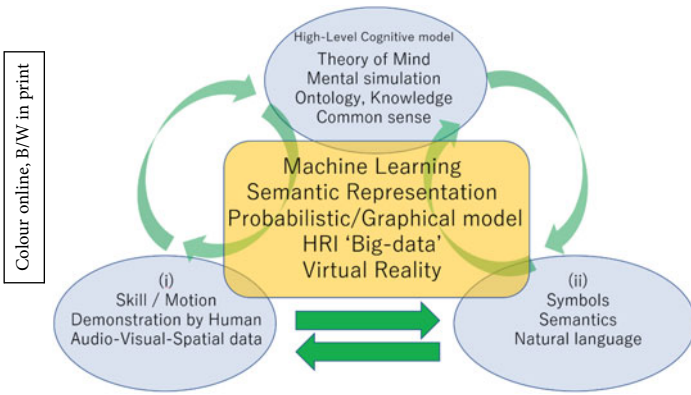 Colour online, B/W in print
High-Level Cognitive model
Theory of Mind
Mental simulation
Ontology, Knowledge
Common sense
Machine Learning
Semantic Representation
Probabilistic/Graphical model
HRI ‘Big-data’
Virtual Reality
(i)
Skill / Motion
Demonstration by Human
Audio-Visual-Spatial data
(ii)
Symbols
Semantics
Natural language